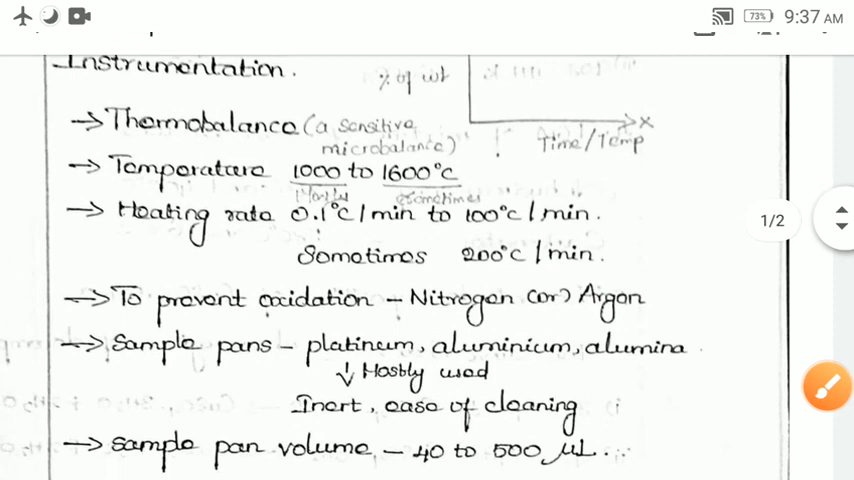 73% 9:37 AM
Instrumentation.
% of wt
→ Thermobalance (a sensitive
microbalance)
Time/Temp
X
→ Temperature 1000 to 1600°C
Mostly Sometimes
→ Heating rate 0.1°C/min to 100°C/min.
Sometimes 200°C/min.
1/2
→ To prevent oxidation – Nitrogen (or) Argon
→ Sample pans – platinum, aluminium, alumina.
↓ Mostly used
Inert, ease of cleaning
→ Sample pan volume – 40 to 500 µL.